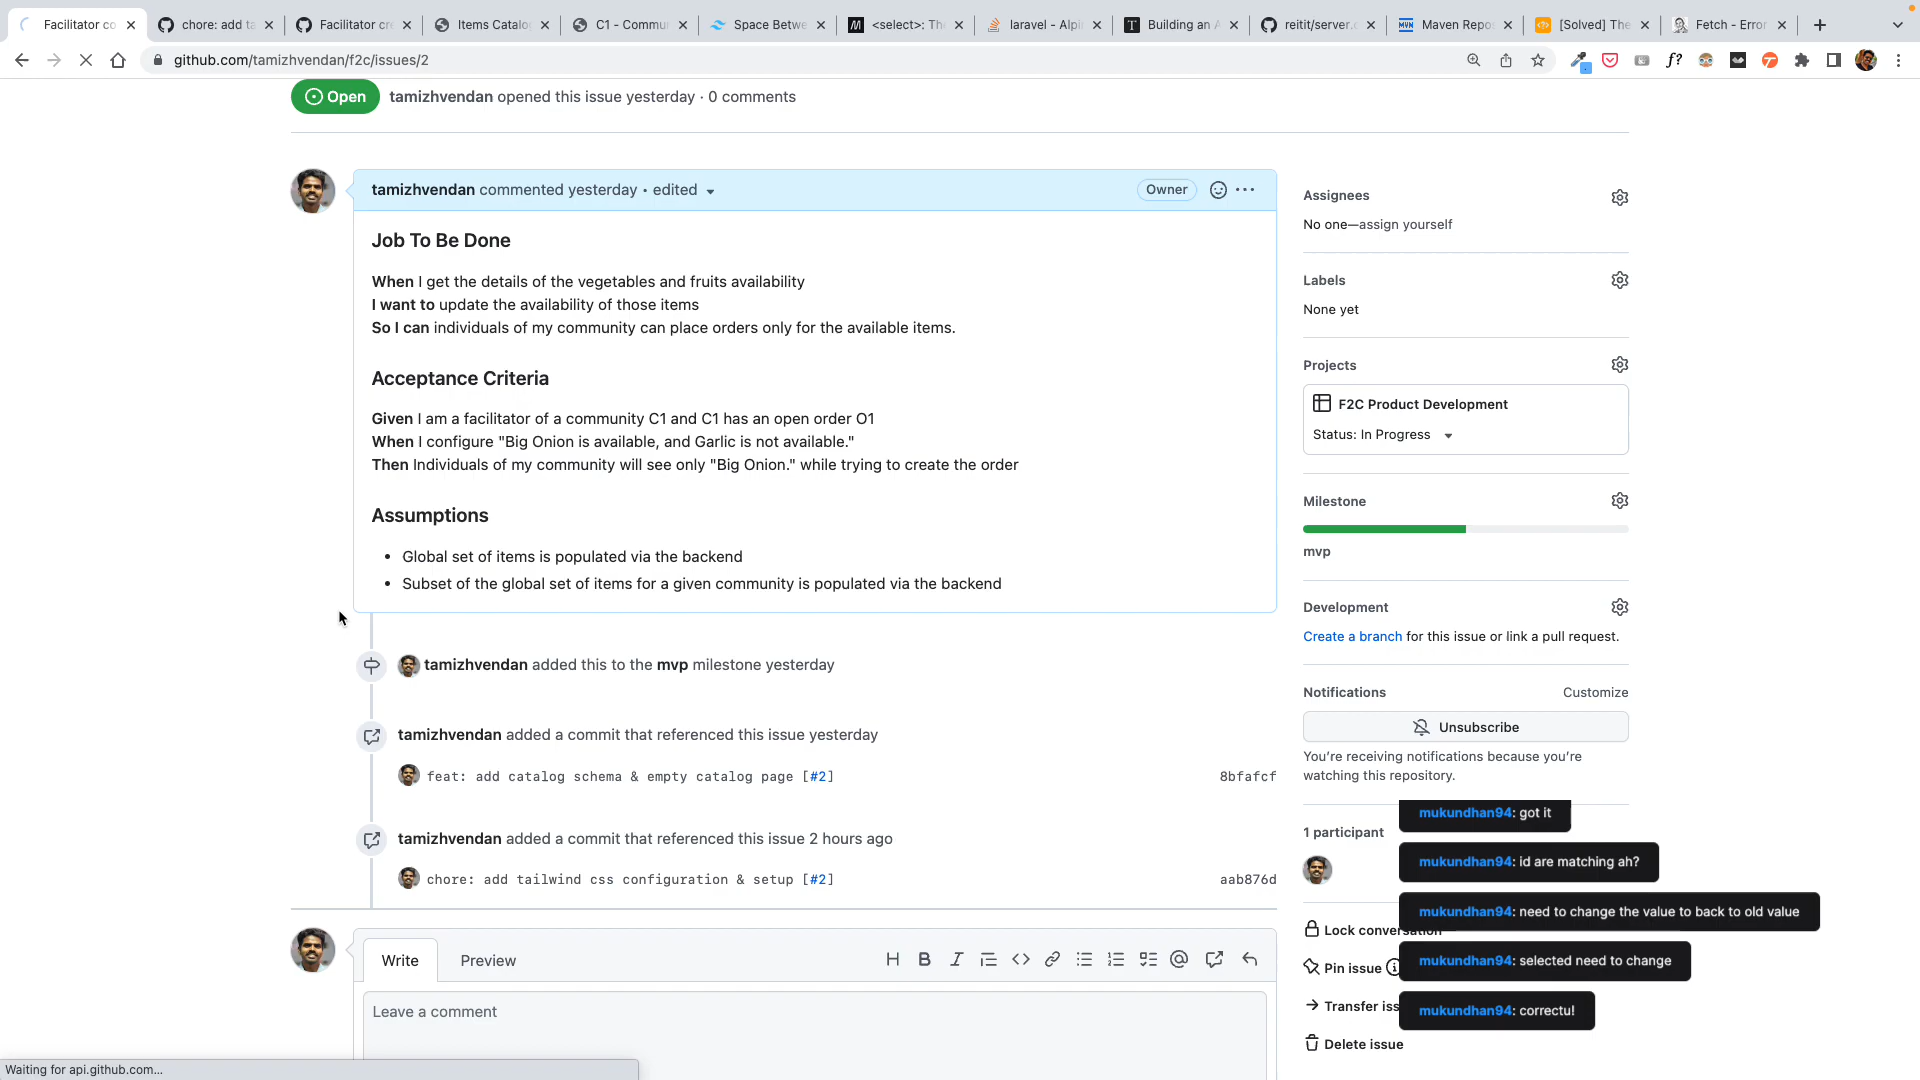 Facilitator co
chore: add ta
Facilitator cre
Items Catalo
C1 - Commu
Space Betwe
<select>: The
laravel - Alpi
Building an A
reitit/server.c
Maven Repos
[Solved] The
Fetch - Error
github.com/tamizhvendan/f2c/issues/2
Open
tamizhvendan opened this issue yesterday · 0 comments
tamizhvendan commented yesterday • edited
Owner
Job To Be Done
When I get the details of the vegetables and fruits availability
I want to update the availability of those items
So I can individuals of my community can place orders only for the available items.
Acceptance Criteria
Given I am a facilitator of a community C1 and C1 has an open order O1
When I configure "Big Onion is available, and Garlic is not available."
Then Individuals of my community will see only "Big Onion." while trying to create the order
Assumptions
• Global set of items is populated via the backend
• Subset of the global set of items for a given community is populated via the backend
tamizhvendan added this to the mvp milestone yesterday
tamizhvendan added a commit that referenced this issue yesterday
feat: add catalog schema & empty catalog page [#2]
8bfafcf
tamizhvendan added a commit that referenced this issue 2 hours ago
chore: add tailwind css configuration & setup [#2]
aab876d
Write
Preview
Leave a comment
Assignees
No one—assign yourself
Labels
None yet
Projects
F2C Product Development
Status: In Progress
Milestone
mvp
Development
Create a branch for this issue or link a pull request.
Notifications
Customize
Unsubscribe
You're receiving notifications because you're
watching this repository.
1 participant
Lock conversation
Pin issue
Transfer iss
Delete issue
mukundhan94: got it
mukundhan94: id are matching ah?
mukundhan94: need to change the value to back to old value
mukundhan94: selected need to change
mukundhan94: correctu!
Waiting for api.github.com...